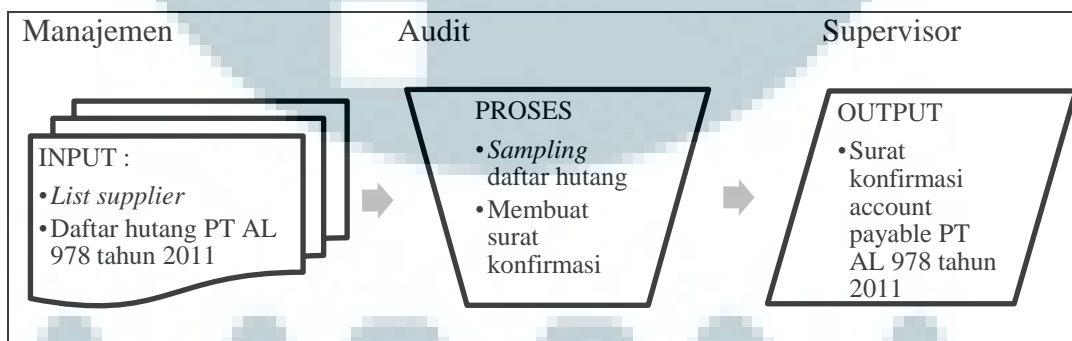 Manajemen
Audit
Supervisor
INPUT :
•List supplier
•Daftar hutang PT AL
978 tahun 2011
PROSES
•Sampling
daftar hutang
•Membuat
surat
konfirmasi
OUTPUT
•Surat
konfirmasi
account
payable PT
AL 978 tahun
2011